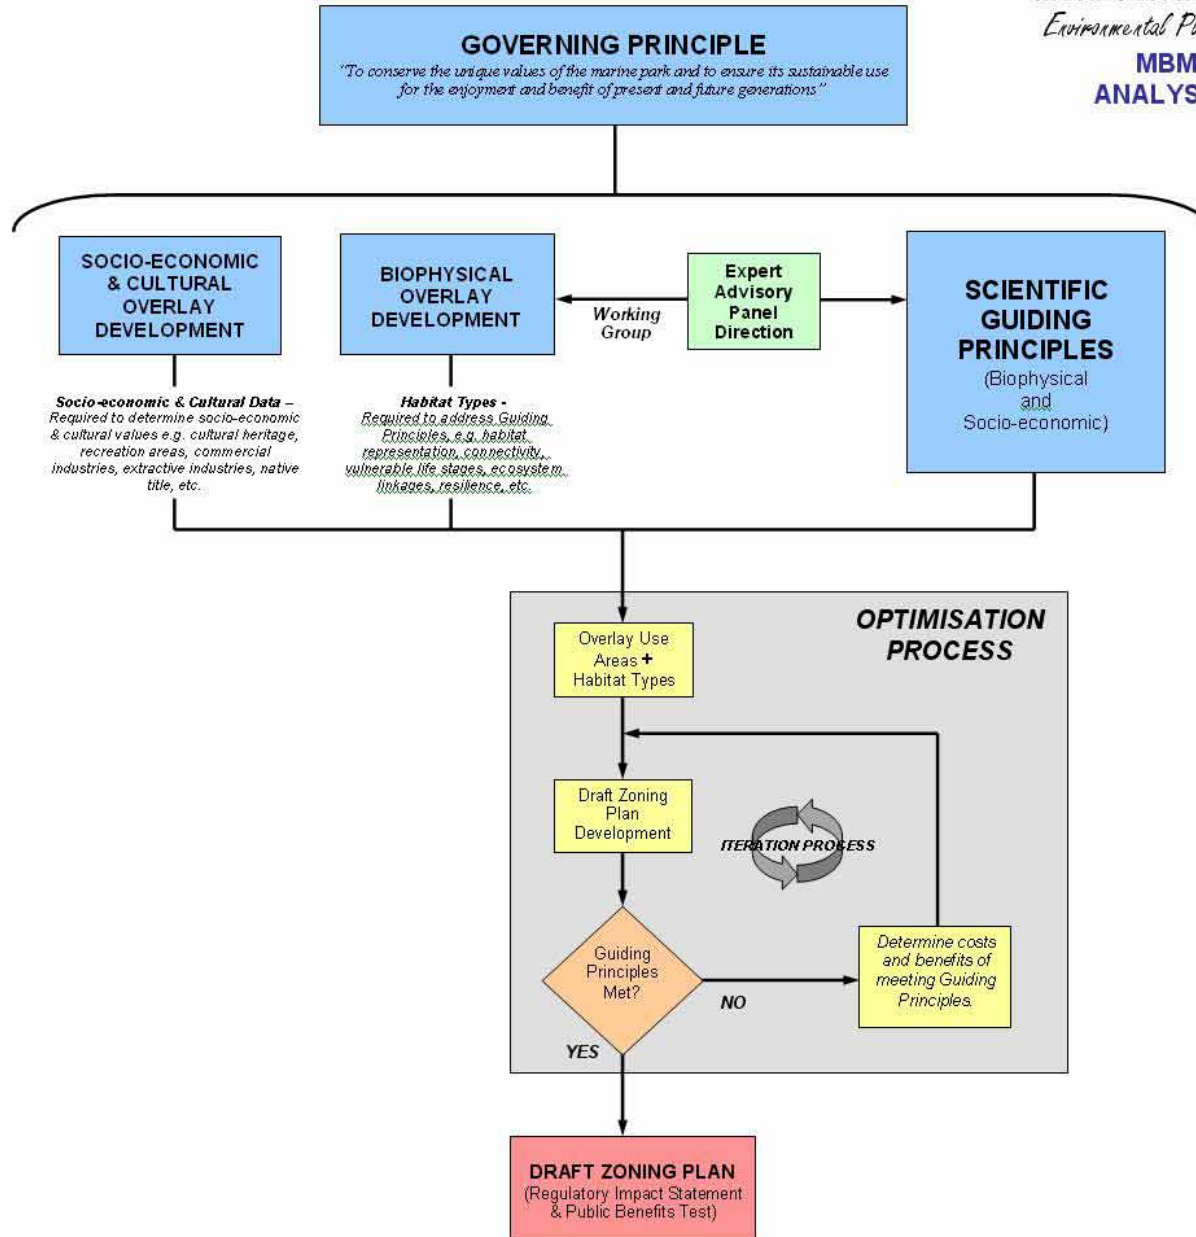 Environmental
MBM
GOVERNING PRINCIPLE
"To conserve the unique values of the marine park and to ensure its sustainable use
for the enjoyment and benefit of present and future generations"
SOCIO-ECONOMIC
& CULTURAL
OVERLAY
DEVELOPMENT
BIOPHYSICAL
OVERLAY
DEVELOPMENT
Working
Group
Expert
Advisory
Panel
Direction
SCIENTIFIC
GUIDING
PRINCIPLES
(Biophysical
and
Socio-economic)
Socio-economic & Cultural Data –
Required to determine socio-economic
& cultural values e.g. cultural heritage,
recreation areas, commercial
industries, extractive industries, native
title, etc.
Habitat Types -
Required to address Guiding
Principles, e.g. habitat
representation, connectivity,
vulnerable life stages, ecosystem
linkages, resilience, etc.
OPTIMISATION
PROCESS
Overlay Use
Areas +
Habitat Types
Draft Zoning
Plan
Development
ITERATION PROCESS
Guiding
Principles
Met?
NO
Determine costs
and benefits of
meeting Guiding
Principles.
YES
DRAFT ZONING PLAN
(Regulatory Impact Statement
& Public Benefits Test)